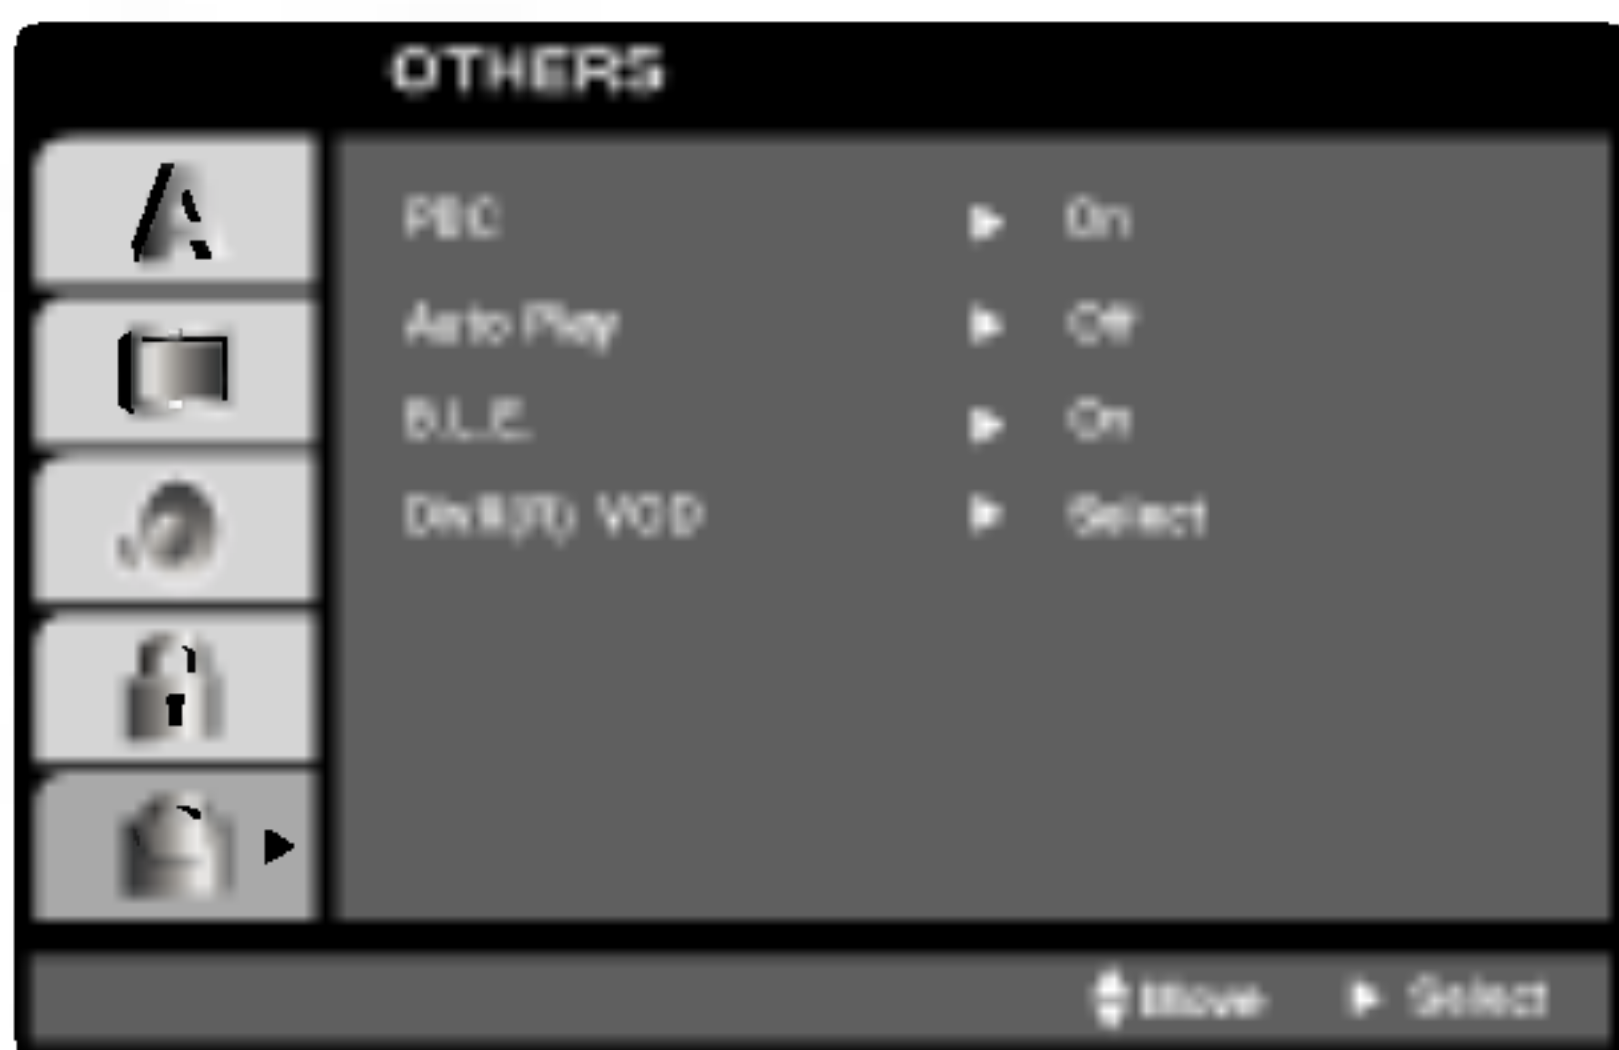 OTHERS
PBC ▶ On
Auto Play ▶ Off
B.L.E. ▶ On
DivX(R) VOD ▶ Select
Move ▶ Select